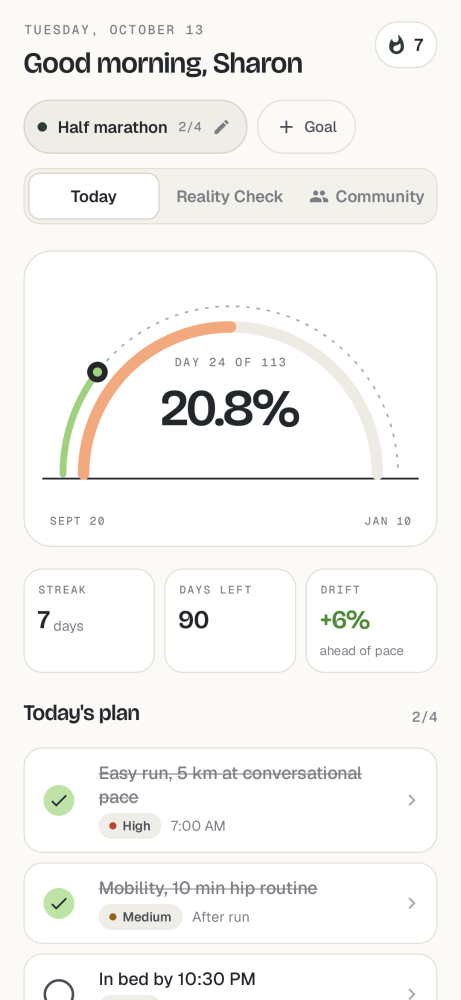 TUESDAY, OCTOBER 13
Good morning, Sharon
7
Half marathon 2/4
Goal
Today
Reality Check
Community
DAY 24 OF 113
20.8%
SEPT 20
JAN 10
STREAK
7 days
DAYS LEFT
90
DRIFT
+6%
ahead of pace
Today's plan
2/4
Easy run, 5 km at conversational
pace
High 7:00 AM
Mobility, 10 min hip routine
Medium After run
In bed by 10:30 PM